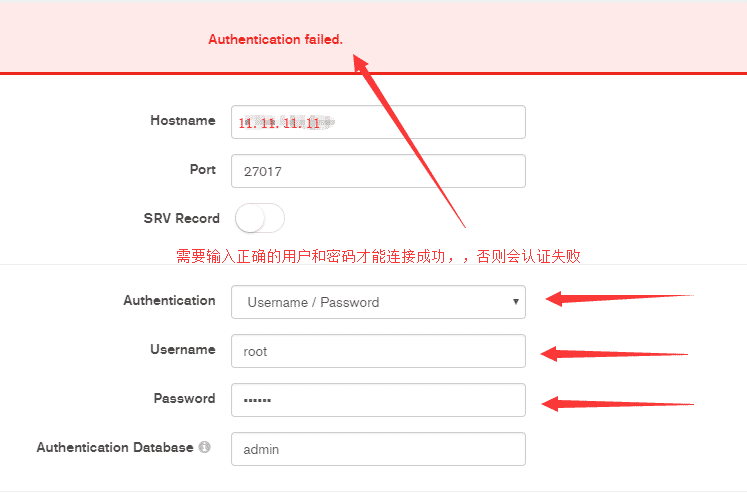 Authentication failed.
Hostname 11.11.11.11
Port 27017
SRV Record
需要输入正确的用户和密码才能连接成功，，否则会认证失败
Authentication Username / Password
Username root
Password ••••••
Authentication Database admin